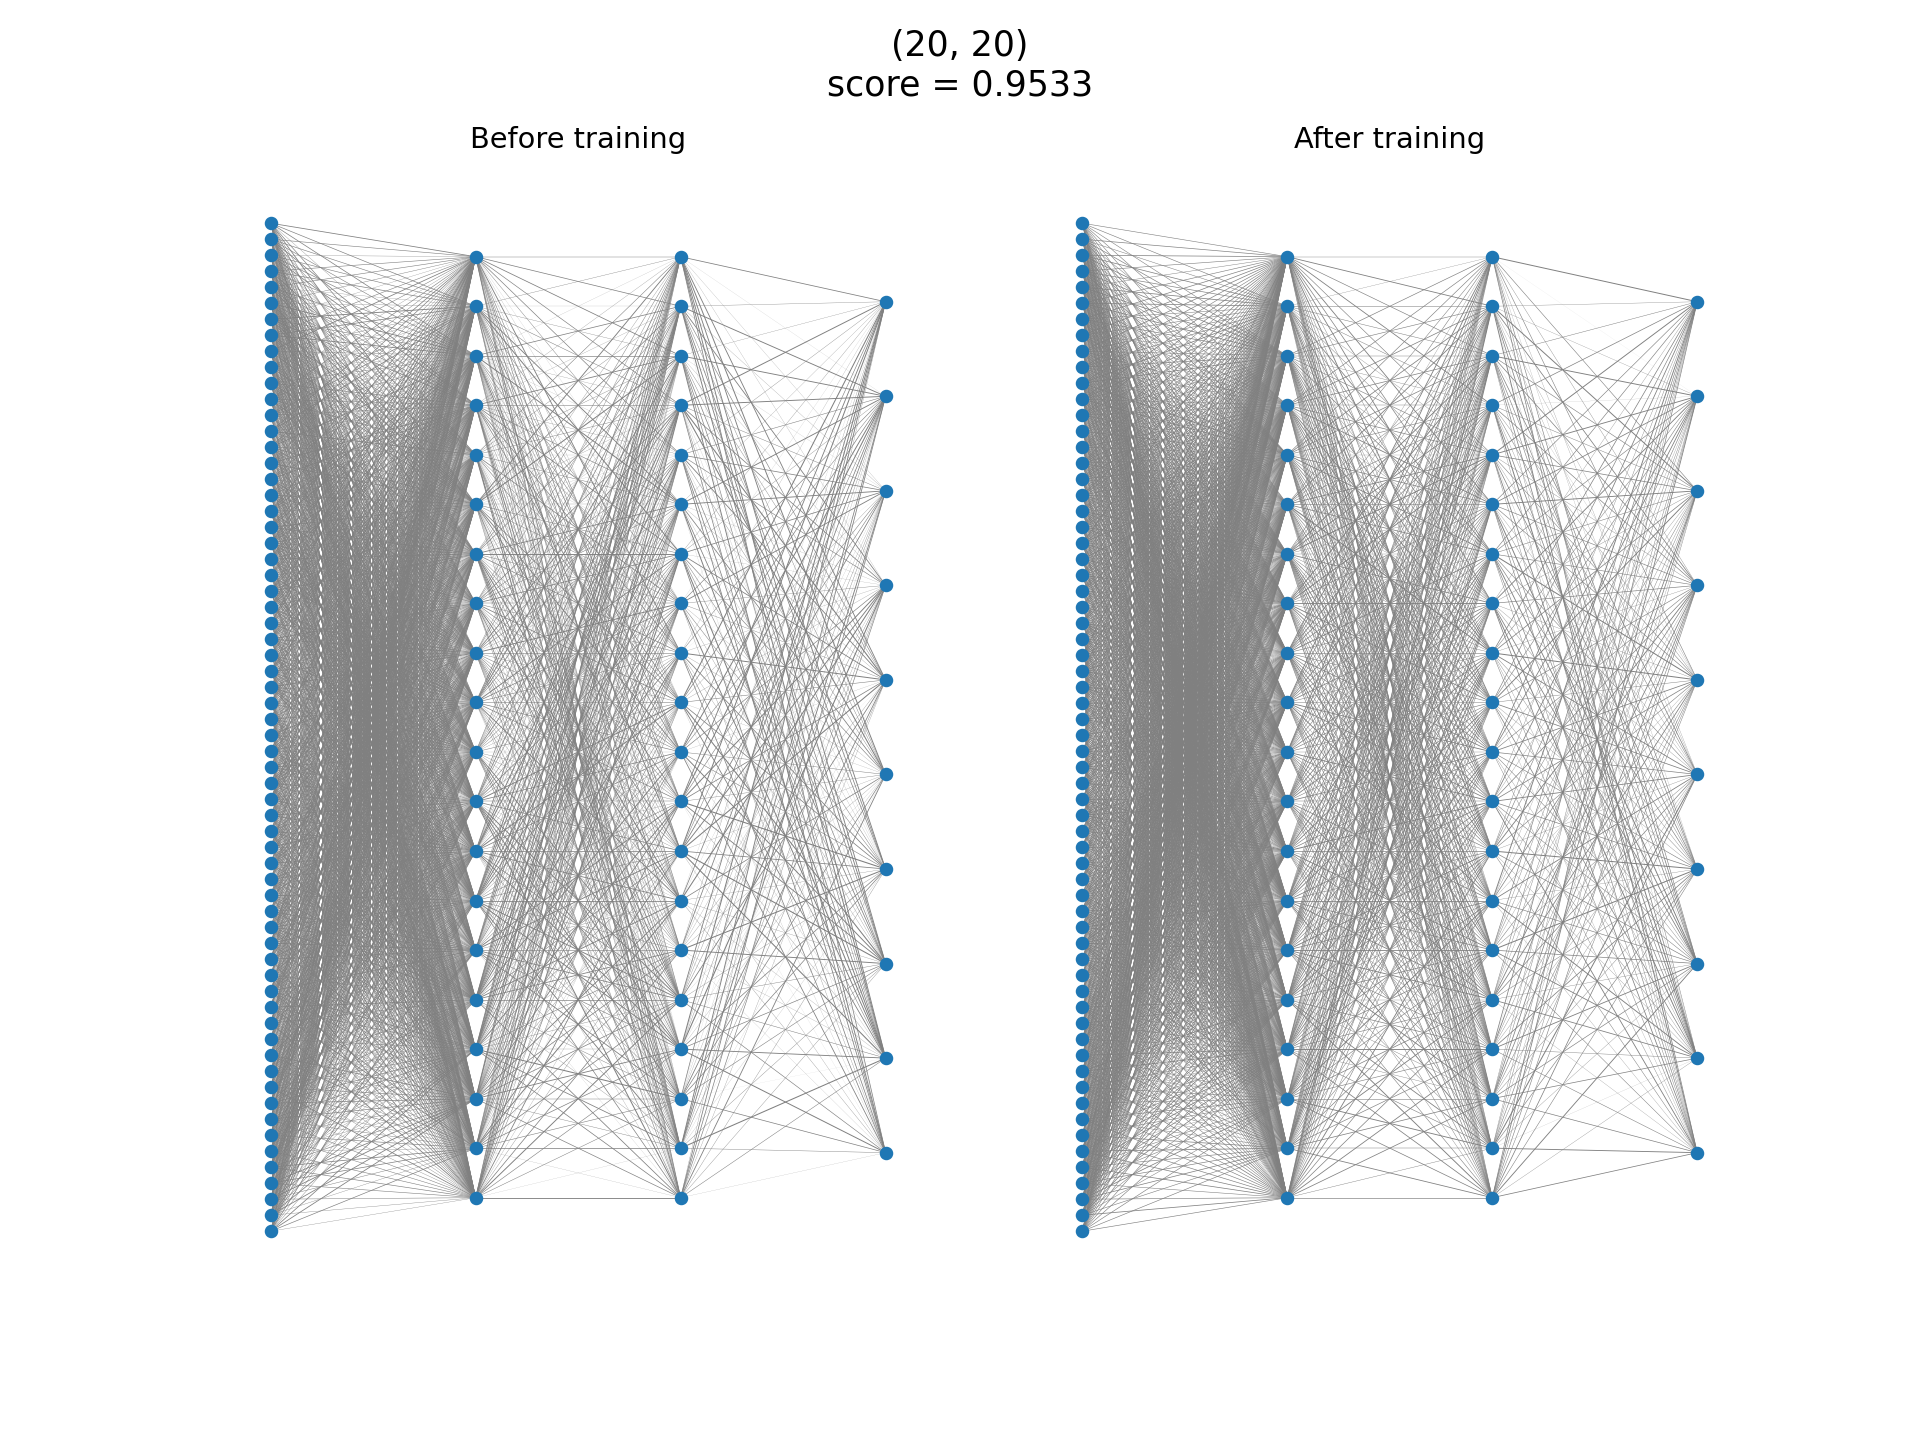 (20, 20)
score = 0.9533
Before training
After training